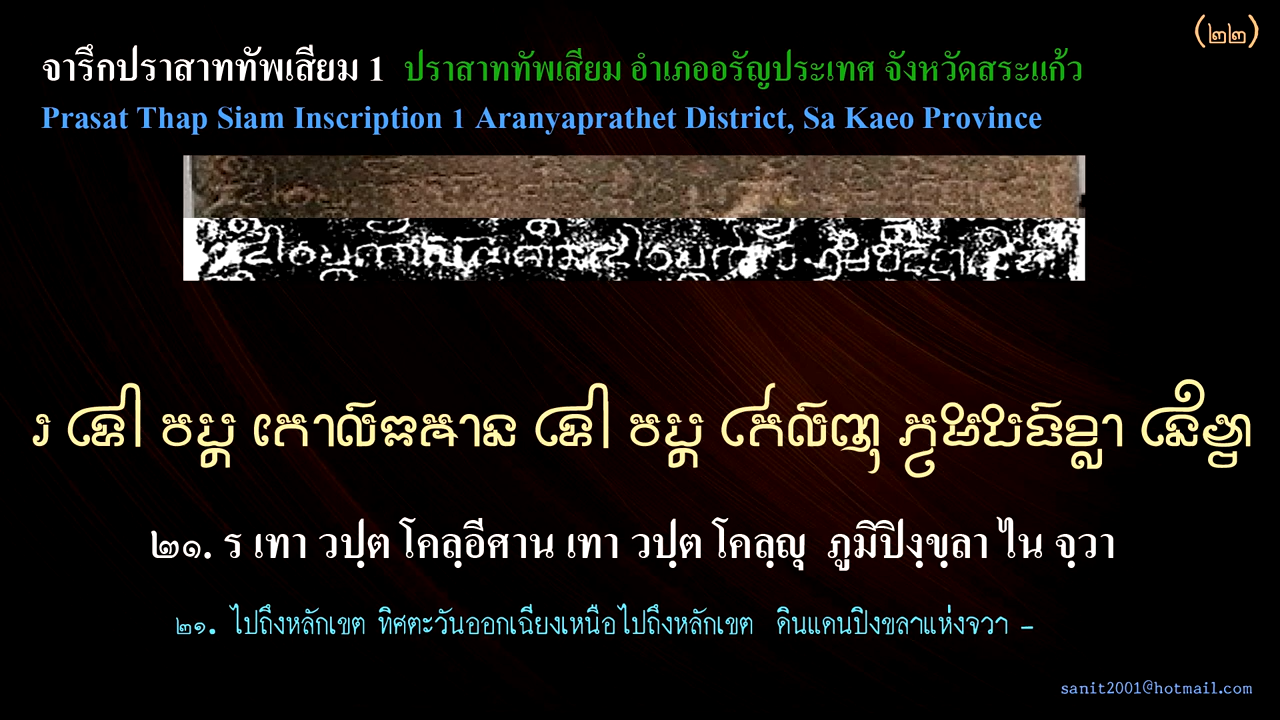 (๒๒)
จารึกปราสาททัพเสียม 1 ปราสาททัพเสียม อำเภออรัญประเทศ จังหวัดสระแก้ว
Prasat Thap Siam Inscription 1 Aranyaprathet District, Sa Kaeo Province
๒๑. ร เทา วปฺต โคลฺอีศาน เทา วปฺต โคลฺญุ ภูมิปิงฺขฺลา ไน จฺวา
๒๑. ไปถึงหลักเขต ทิศตะวันออกเฉียงเหนือไปถึงหลักเขต ดินแดนปิงขลาแห่งจวา -
sanit2001@hotmail.com